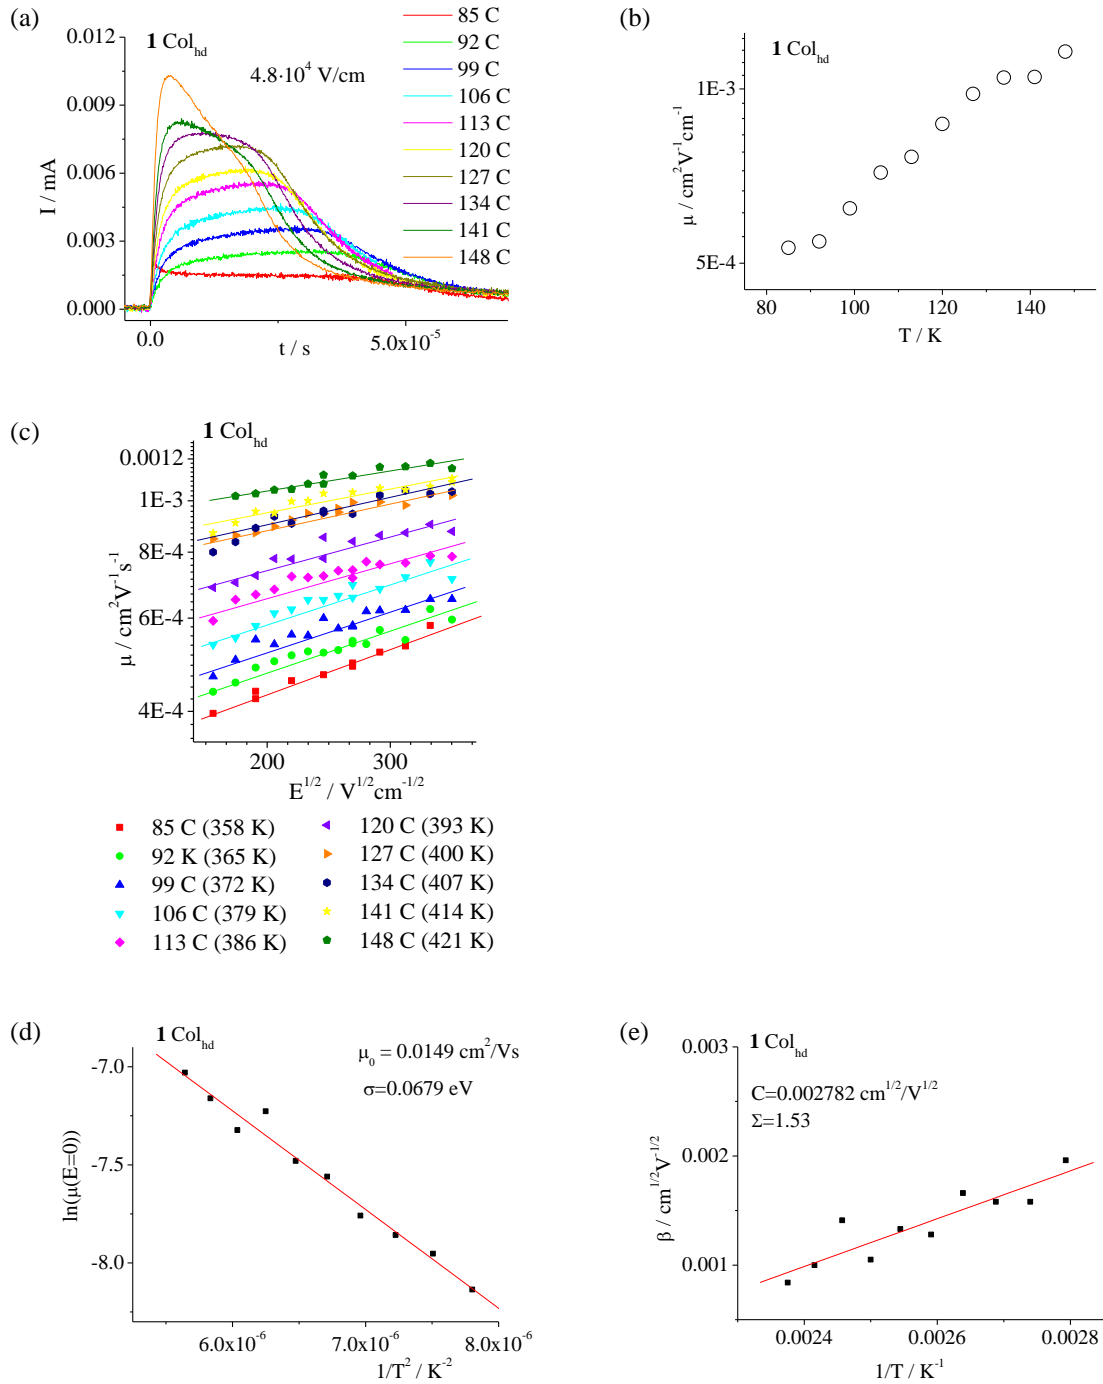 (a)
1 Col_hd
4.8·10^4 V/cm
I / mA
0.012
0.009
0.006
0.003
0.000
0.0
5.0x10^-5
t / s
85 C
92 C
99 C
106 C
113 C
120 C
127 C
134 C
141 C
148 C
(b)
1 Col_hd
μ / cm^2V^-1cm^-1
1E-3
5E-4
80
100
120
140
T / K
(c)
1 Col_hd
μ / cm^2V^-1s^-1
0.0012
1E-3
8E-4
6E-4
4E-4
200
300
E^1/2 / V^1/2cm^-1/2
85 C (358 K)
92 K (365 K)
99 C (372 K)
106 C (379 K)
113 C (386 K)
120 C (393 K)
127 C (400 K)
134 C (407 K)
141 C (414 K)
148 C (421 K)
(d)
1 Col_hd
μ_0 = 0.0149 cm^2/Vs
σ=0.0679 eV
ln(μ(E=0))
-7.0
-7.5
-8.0
6.0x10^-6
7.0x10^-6
8.0x10^-6
1/T^2 / K^-2
(e)
1 Col_hd
C=0.002782 cm^1/2/V^1/2
Σ=1.53
β / cm^1/2V^-1/2
0.003
0.002
0.001
0.0024
0.0026
0.0028
1/T / K^-1